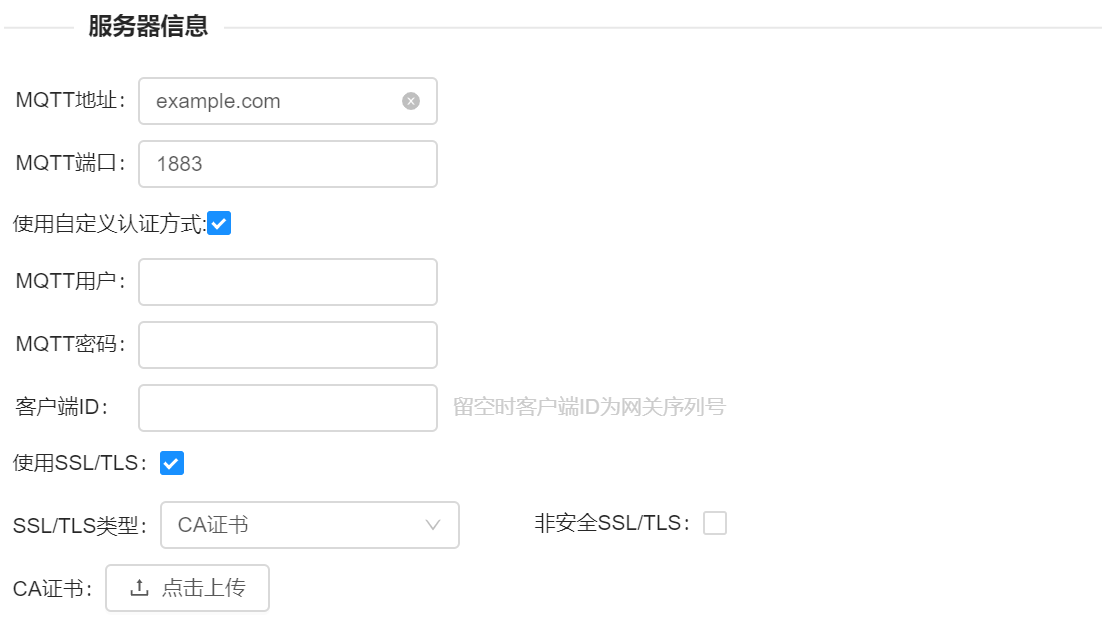 服务器信息
MQTT地址： example.com
MQTT端口： 1883
使用自定义认证方式:
MQTT用户：
MQTT密码：
客户端ID： 留空时客户端ID为网关序列号
使用SSL/TLS：
SSL/TLS类型： CA证书 非安全SSL/TLS：
CA证书： 点击上传